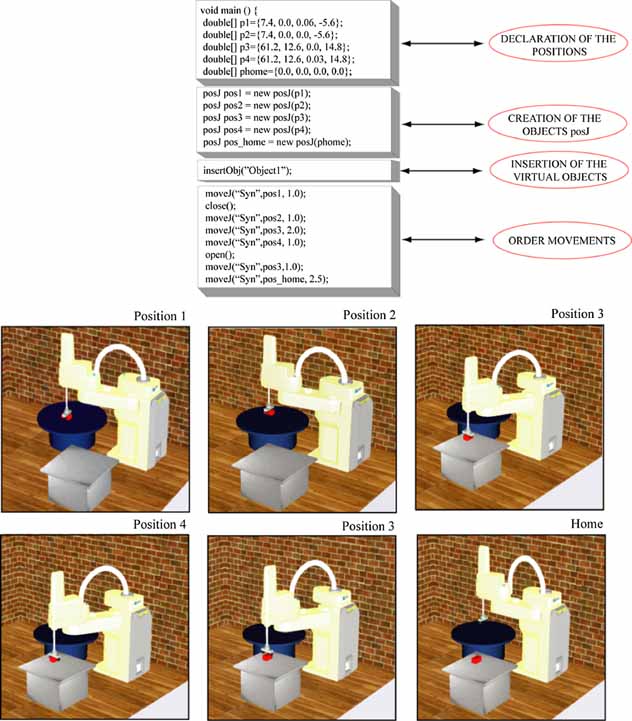 void main () {
double[] p1={7.4, 0.0, 0.06, -5.6};
double[] p2={7.4, 0.0, 0.0, -5.6};
double[] p3={61.2, 12.6, 0.0, 14.8};
double[] p4={61.2, 12.6, 0.03, 14.8};
double[] phome={0.0, 0.0, 0.0, 0.0};
DECLARATION OF THE
POSITIONS
posJ pos1 = new posJ(p1);
posJ pos2 = new posJ(p2);
posJ pos3 = new posJ(p3);
posJ pos4 = new posJ(p4);
posJ pos_home = new posJ(phome);
CREATION OF THE
OBJECTS posJ
insertObj("Object1");
INSERTION OF THE
VIRTUAL OBJECTS
moveJ(“Syn”,pos1, 1.0);
close();
moveJ(“Syn”,pos2, 1.0);
moveJ(“Syn”,pos3, 2.0);
moveJ(“Syn”,pos4, 1.0);
open();
moveJ(“Syn”,pos3,1.0);
moveJ(“Syn”,pos_home, 2.5);
ORDER MOVEMENTS
Position 1
Position 2
Position 3
Position 4
Position 3
Home